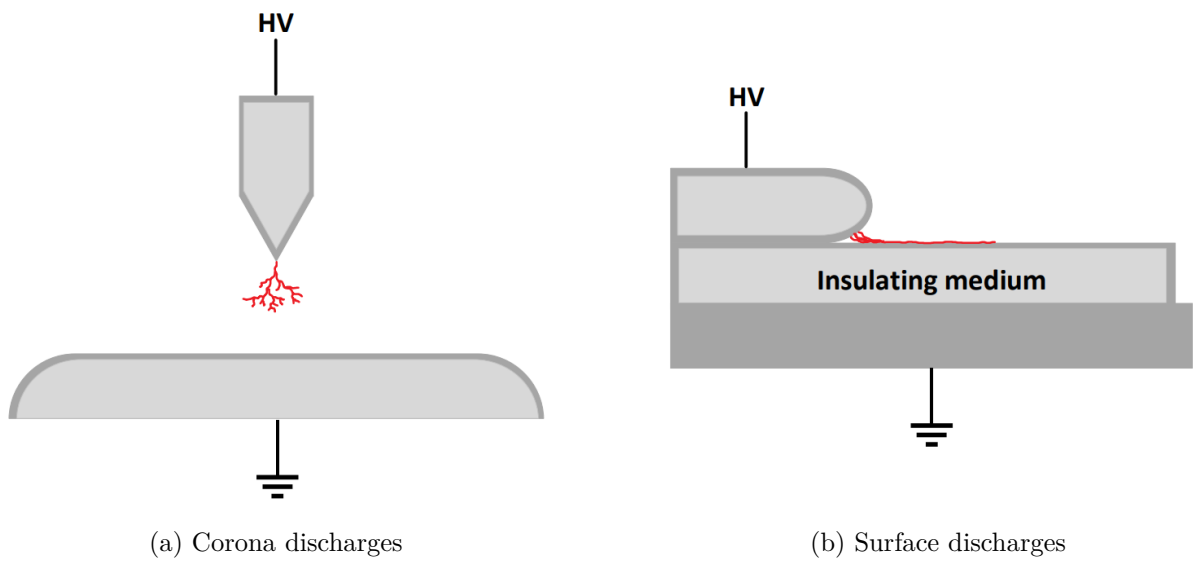 HV
HV
Insulating medium
(a) Corona discharges
(b) Surface discharges